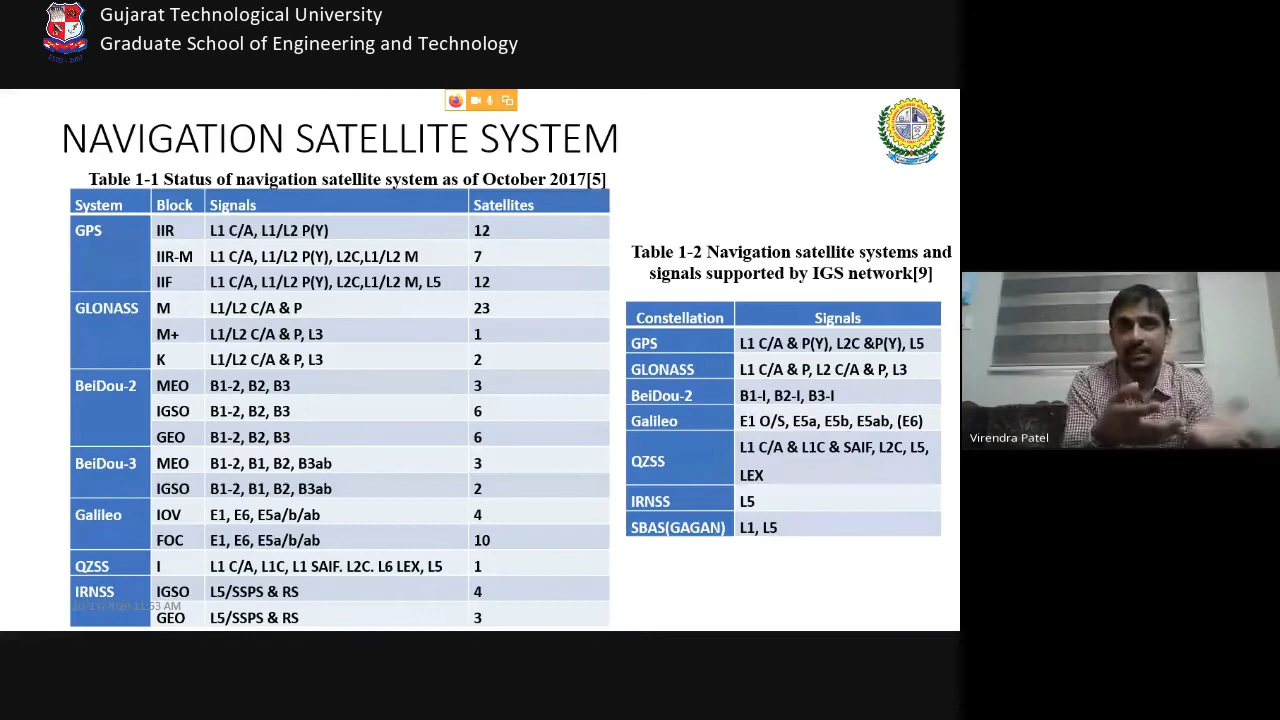 Gujarat Technological University
Graduate School of Engineering and Technology
NAVIGATION SATELLITE SYSTEM
Table 1-1 Status of navigation satellite system as of October 2017[5]
System Block Signals Satellites
GPS IIR L1 C/A, L1/L2 P(Y) 12
IIR-M L1 C/A, L1/L2 P(Y), L2C,L1/L2 M 7
IIF L1 C/A, L1/L2 P(Y), L2C,L1/L2 M, L5 12
GLONASS M L1/L2 C/A & P 23
M+ L1/L2 C/A & P, L3 1
K L1/L2 C/A & P, L3 2
BeiDou-2 MEO B1-2, B2, B3 3
IGSO B1-2, B2, B3 6
GEO B1-2, B2, B3 6
BeiDou-3 MEO B1-2, B1, B2, B3ab 3
IGSO B1-2, B1, B2, B3ab 2
Galileo IOV E1, E6, E5a/b/ab 4
FOC E1, E6, E5a/b/ab 10
QZSS I L1 C/A, L1C, L1 SAIF. L2C. L6 LEX, L5 1
IRNSS IGSO L5/SSPS & RS 4
GEO L5/SSPS & RS 3
Table 1-2 Navigation satellite systems and
signals supported by IGS network[9]
Constellation Signals
GPS L1 C/A & P(Y), L2C &P(Y), L5
GLONASS L1 C/A & P, L2 C/A & P, L3
BeiDou-2 B1-I, B2-I, B3-I
Galileo E1 O/S, E5a, E5b, E5ab, (E6)
QZSS L1 C/A & L1C & SAIF, L2C, L5,
LEX
IRNSS L5
SBAS(GAGAN) L1, L5
Virendra Patel